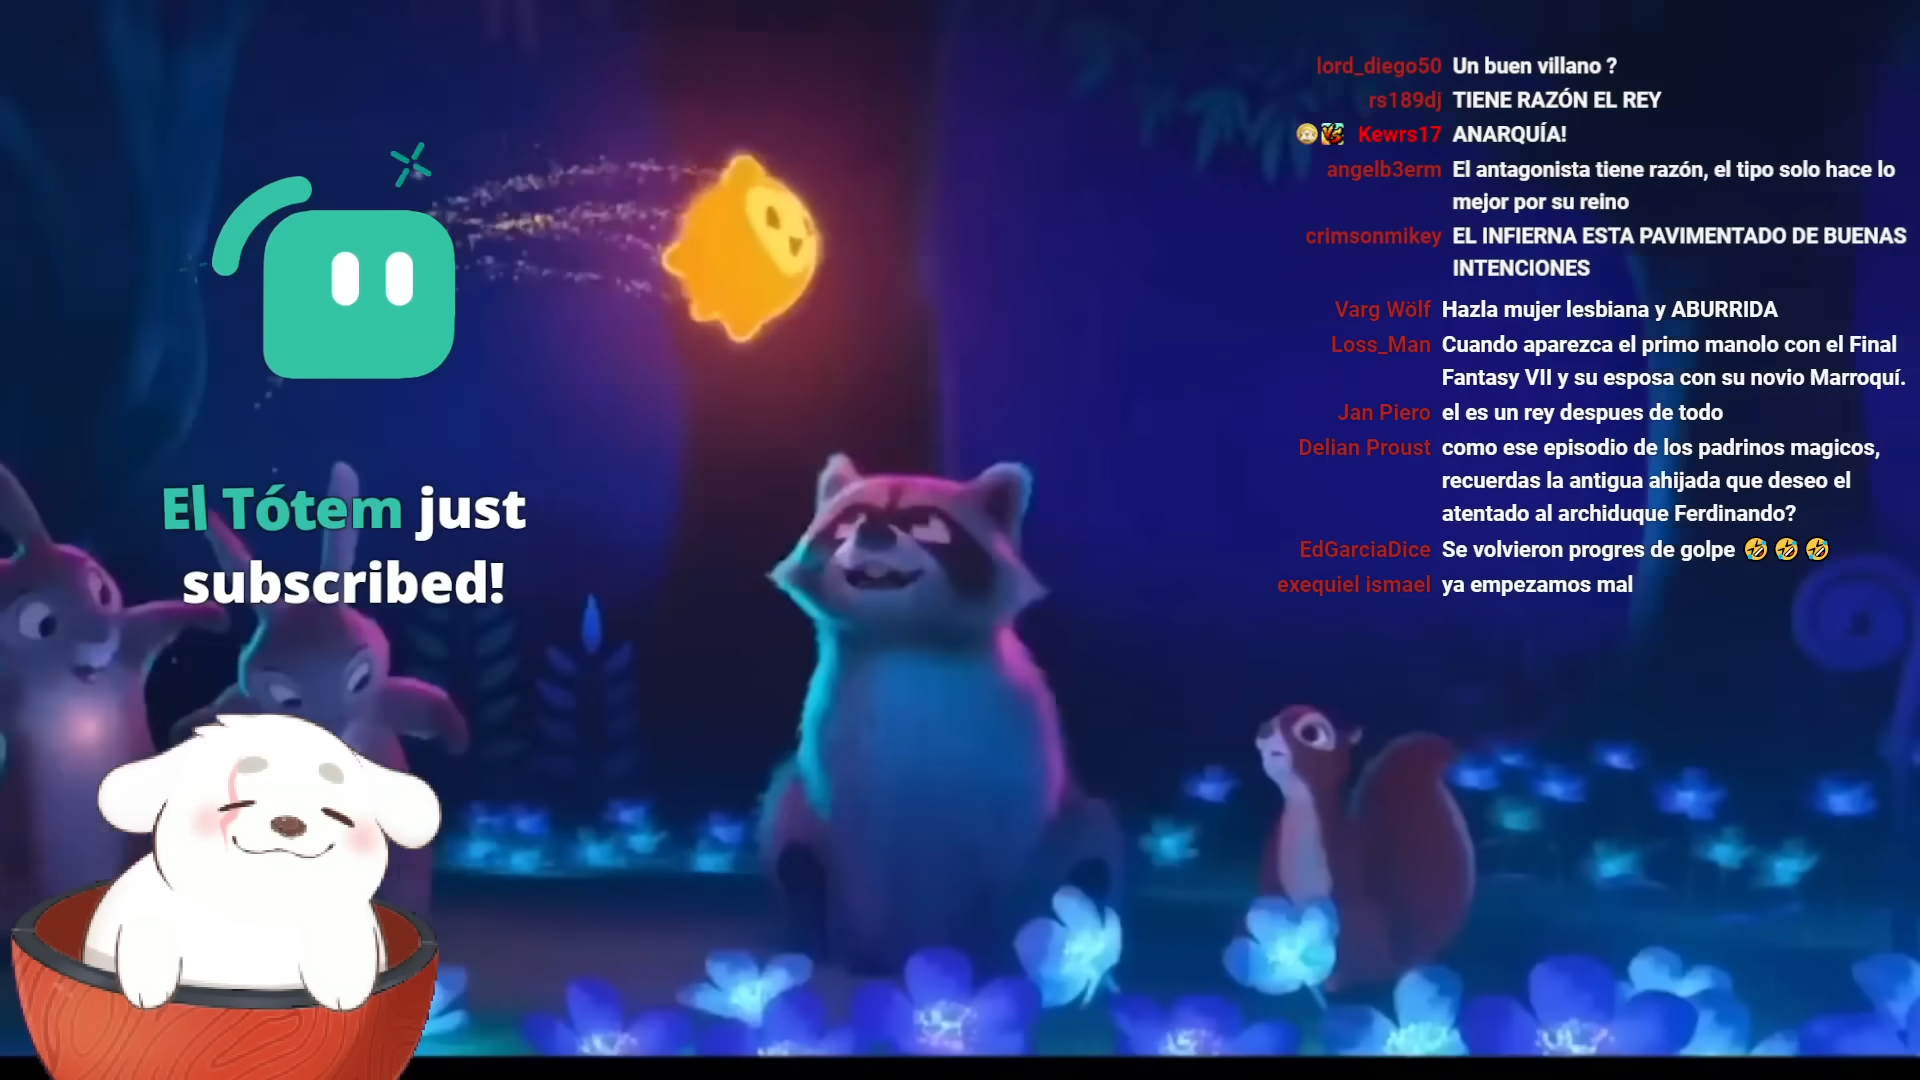 El Tótem just
subscribed!
lord_diego50 Un buen villano ?
rs189dj TIENE RAZÓN EL REY
Kewrs17 ANARQUÍA!
angelb3erm El antagonista tiene razón, el tipo solo hace lo
mejor por su reino
crimsonmikey EL INFIERNA ESTA PAVIMENTADO DE BUENAS
INTENCIONES
Varg Wölf Hazla mujer lesbiana y ABURRIDA
Loss_Man Cuando aparezca el primo manolo con el Final
Fantasy VII y su esposa con su novio Marroquí.
Jan Piero el es un rey despues de todo
Delian Proust como ese episodio de los padrinos magicos,
recuerdas la antigua ahijada que deseo el
atentado al archiduque Ferdinando?
EdGarciaDice Se volvieron progres de golpe 🤣🤣🤣
exequiel ismael ya empezamos mal